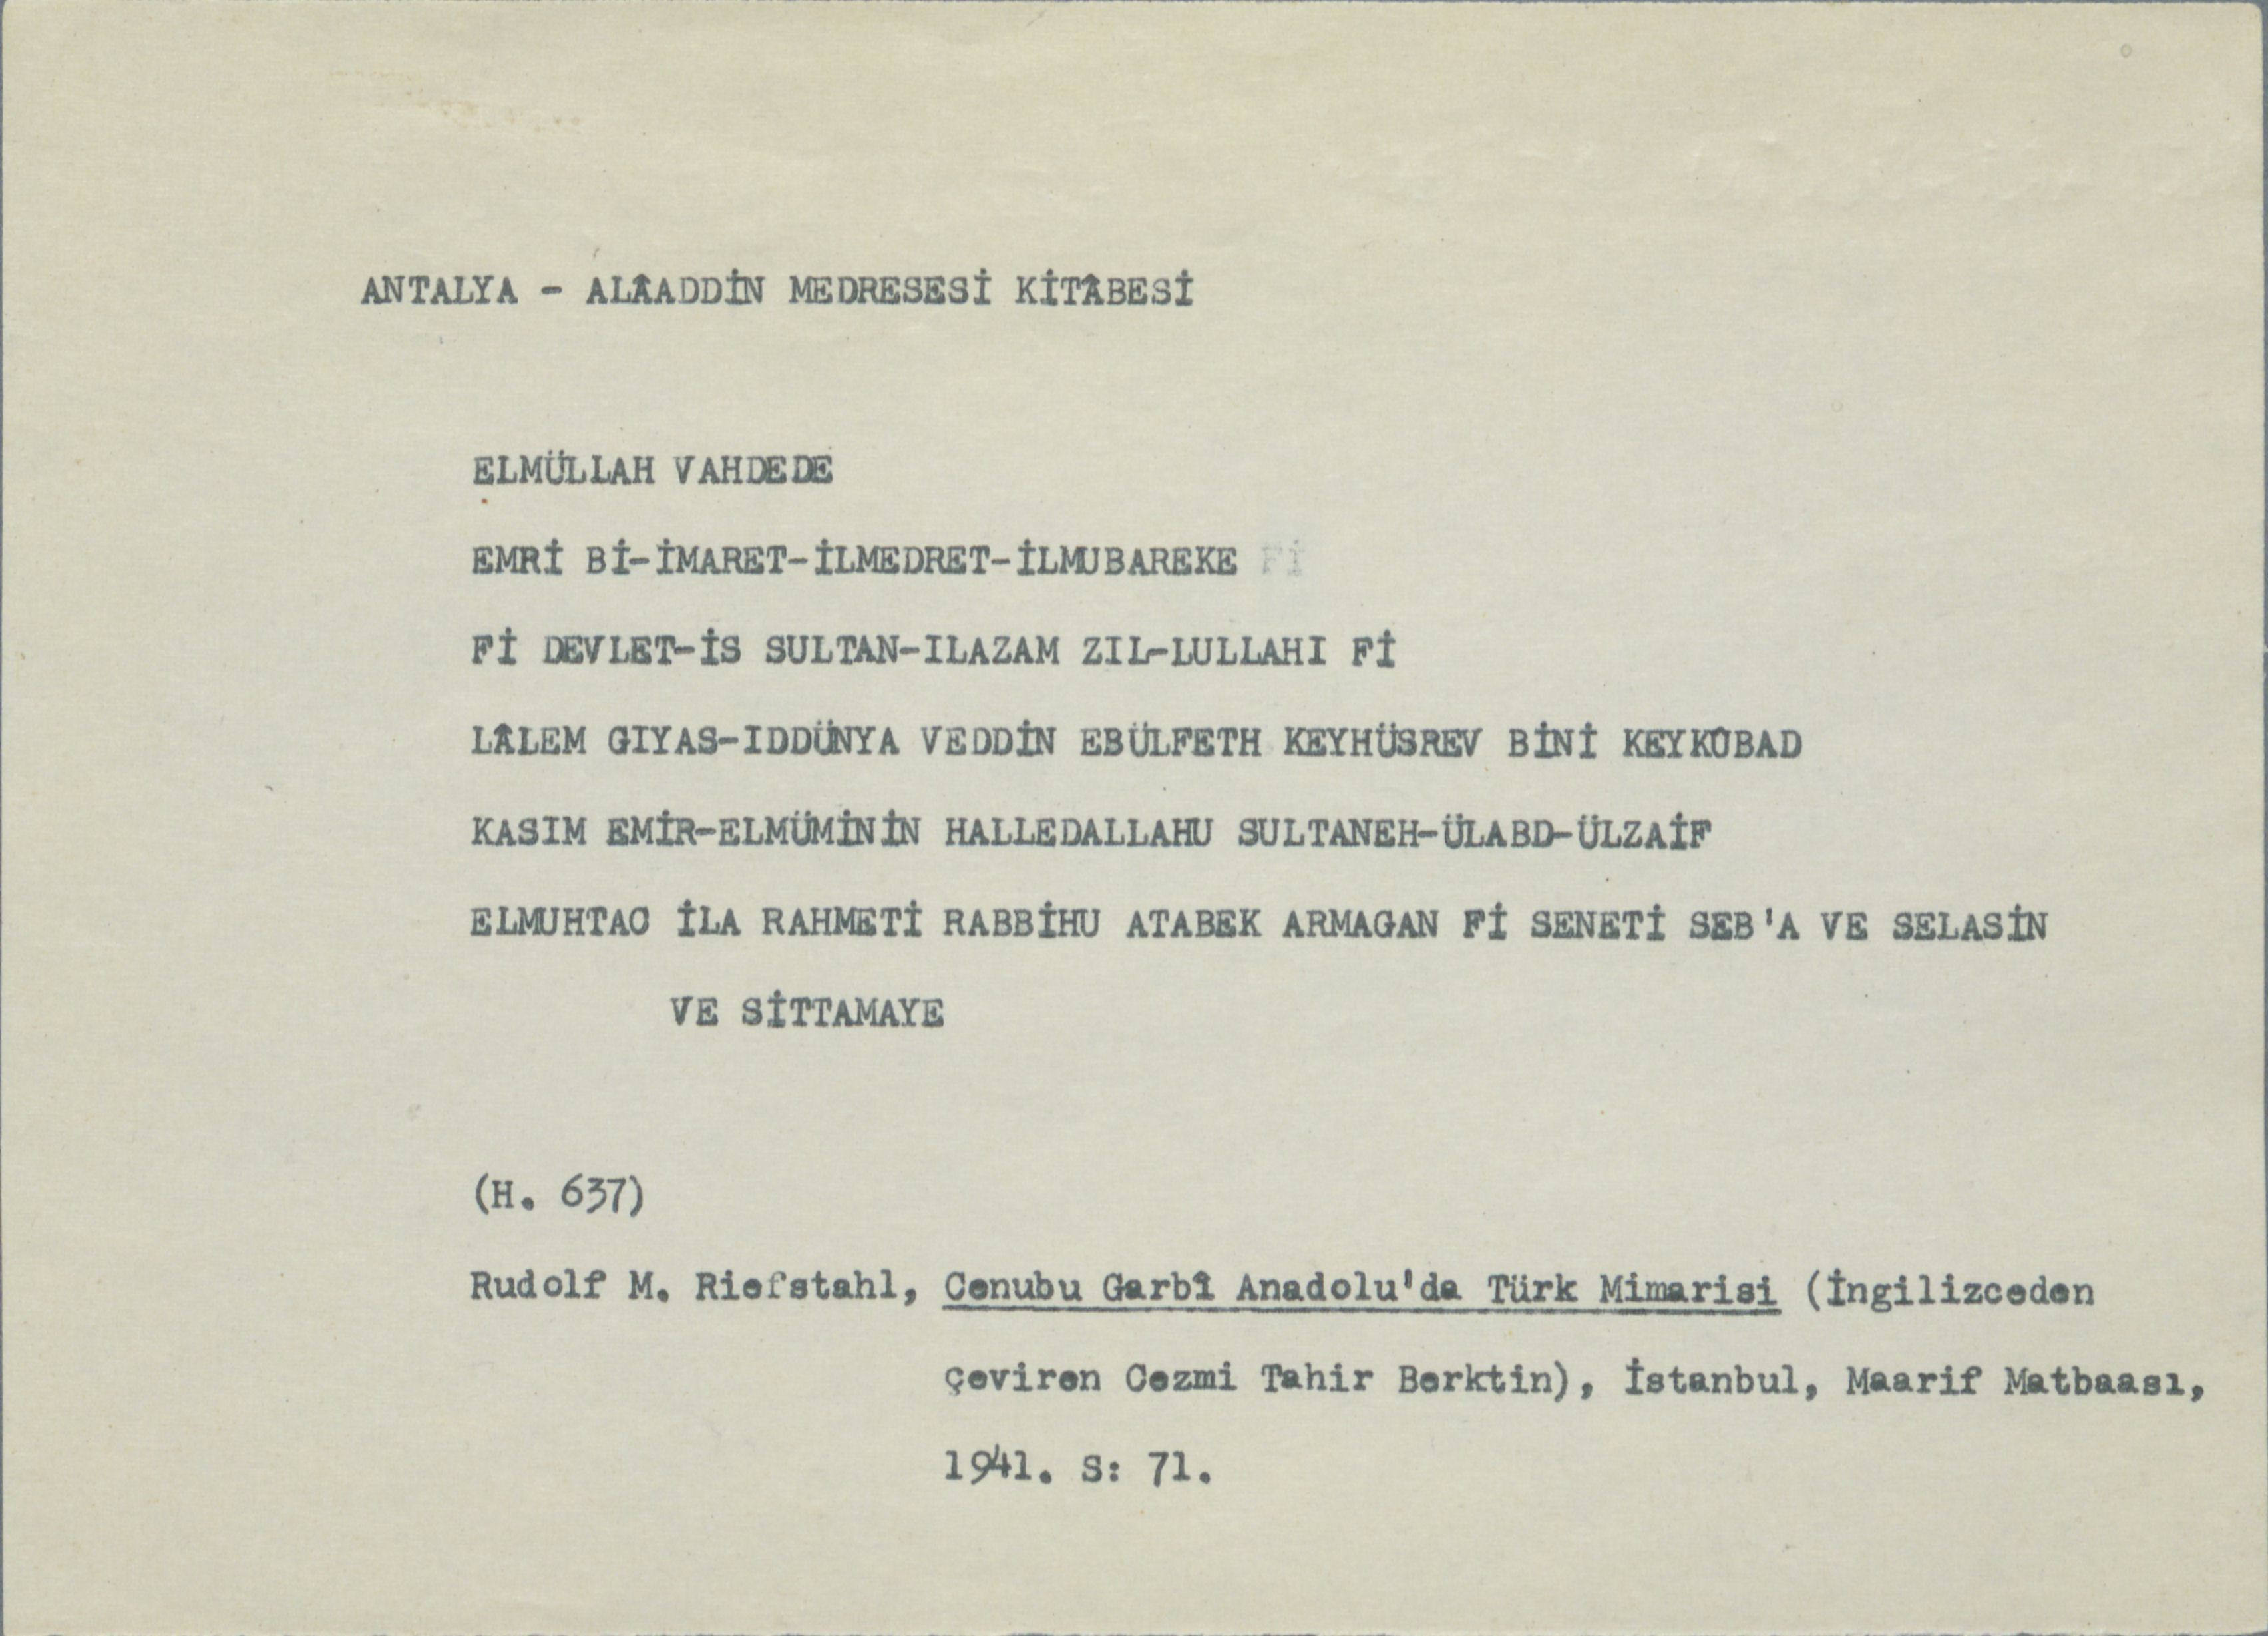 ANTALYA - ALÂADDİN MEDRESESİ KİTÂBESİ
ELMÜLLAH VAHDEDE
EMRİ Bİ-İMARET-İLMEDRET-İLMUBAREKE Fİ
Fİ DEVLET-İS SULTAN-ILAZAM ZIL-LULLAHI Fİ
LÂLEM GIYAS-IDDÜNYA VEDDİN EBÜLFETH KEYHÜSREV BİNİ KEYKÛBAD
KASIM EMİR-ELMÜMİNİN HALLEDALLAHU SULTANEH-ÜLABD-ÜLZAİF
ELMUHTAC İLA RAHMETİ RABBİHU ATABEK ARMAGAN Fİ SENETİ SEB'A VE SELASİN
VE SİTTAMAYE
(H. 637)
Rudolf M. Riefstahl, Cenubu Garbî Anadolu'da Türk Mimarisi (İngilizceden
çeviren Cezmi Tahir Berktin), İstanbul, Maarif Matbaası,
1941. S: 71.